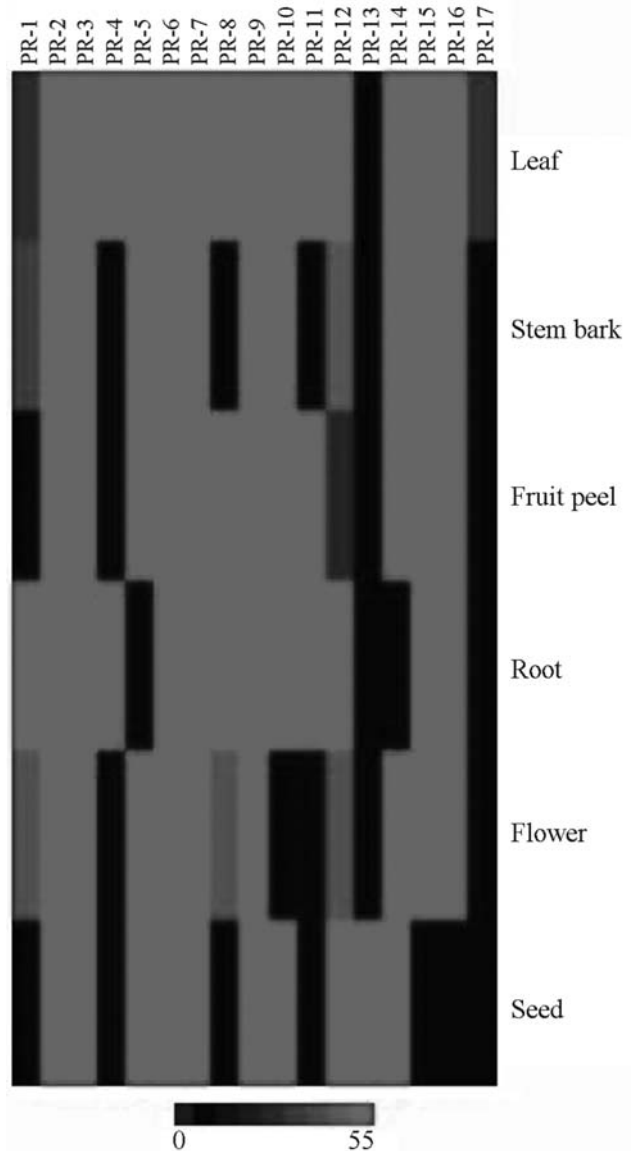 PR-1
PR-2
PR-3
PR-4
PR-5
PR-6
PR-7
PR-8
PR-9
PR-10
PR-11
PR-12
PR-13
PR-14
PR-15
PR-16
PR-17
Leaf
Stem bark
Fruit peel
Root
Flower
Seed
0 55